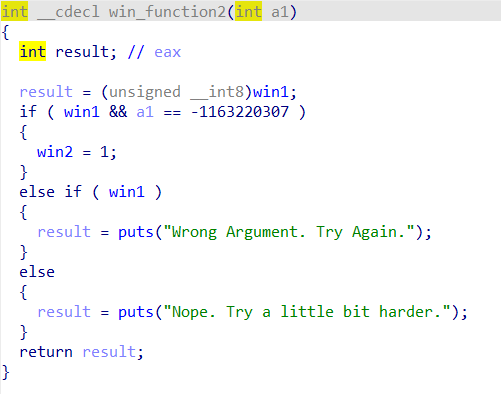 int __cdecl win_function2(int a1)
{
  int result; // eax

  result = (unsigned __int8)win1;
  if ( win1 && a1 == -1163220307 )
  {
    win2 = 1;
  }
  else if ( win1 )
  {
    result = puts("Wrong Argument. Try Again.");
  }
  else
  {
    result = puts("Nope. Try a little bit harder.");
  }
  return result;
}